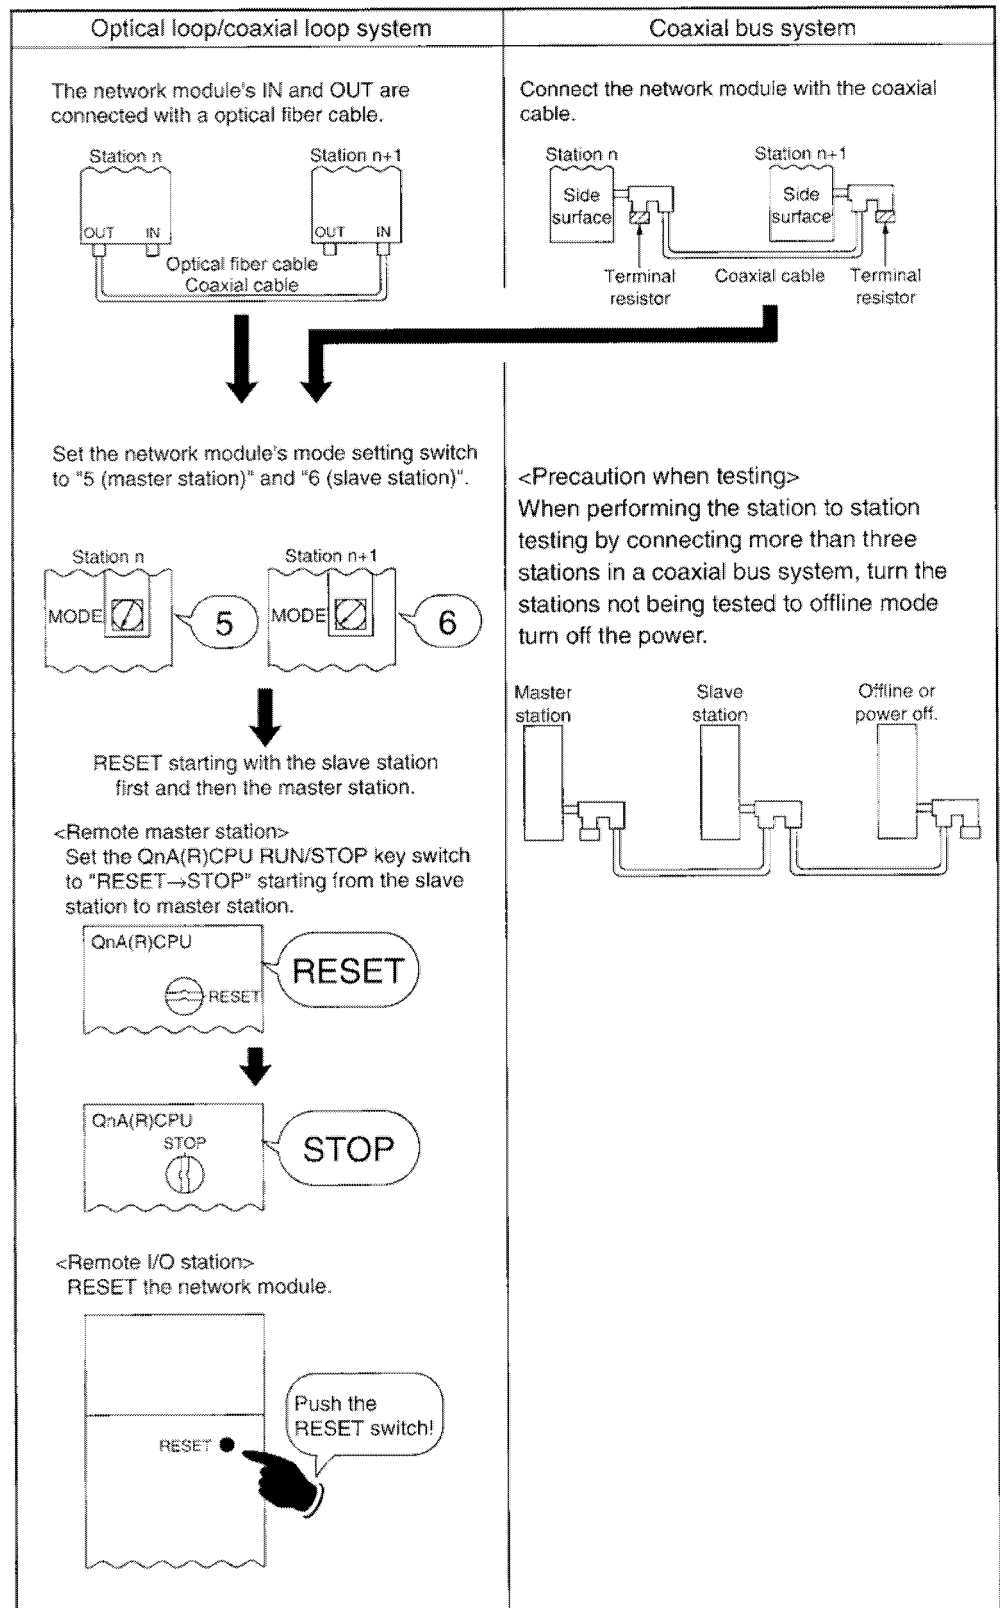 Optical loop/coaxial loop system
Coaxial bus system
The network module's IN and OUT are
connected with a optical fiber cable.
Station n
Station n+1
OUT IN
OUT IN
Optical fiber cable
Coaxial cable
Connect the network module with the coaxial
cable.
Station n
Station n+1
Side
surface
Side
surface
Terminal
resistor
Coaxial cable
Terminal
resistor
Set the network module's mode setting switch
to "5 (master station)" and "6 (slave station)".
Station n
Station n+1
MODE
5
MODE
6
RESET starting with the slave station
first and then the master station.
<Remote master station>
Set the QnA(R)CPU RUN/STOP key switch
to "RESET→STOP" starting from the slave
station to master station.
QnA(R)CPU
RESET
RESET
QnA(R)CPU
STOP
STOP
<Remote I/O station>
RESET the network module.
RESET
Push the
RESET switch!
<Precaution when testing>
When performing the station to station
testing by connecting more than three
stations in a coaxial bus system, turn the
stations not being tested to offline mode
turn off the power.
Master
station
Slave
station
Offline or
power off.